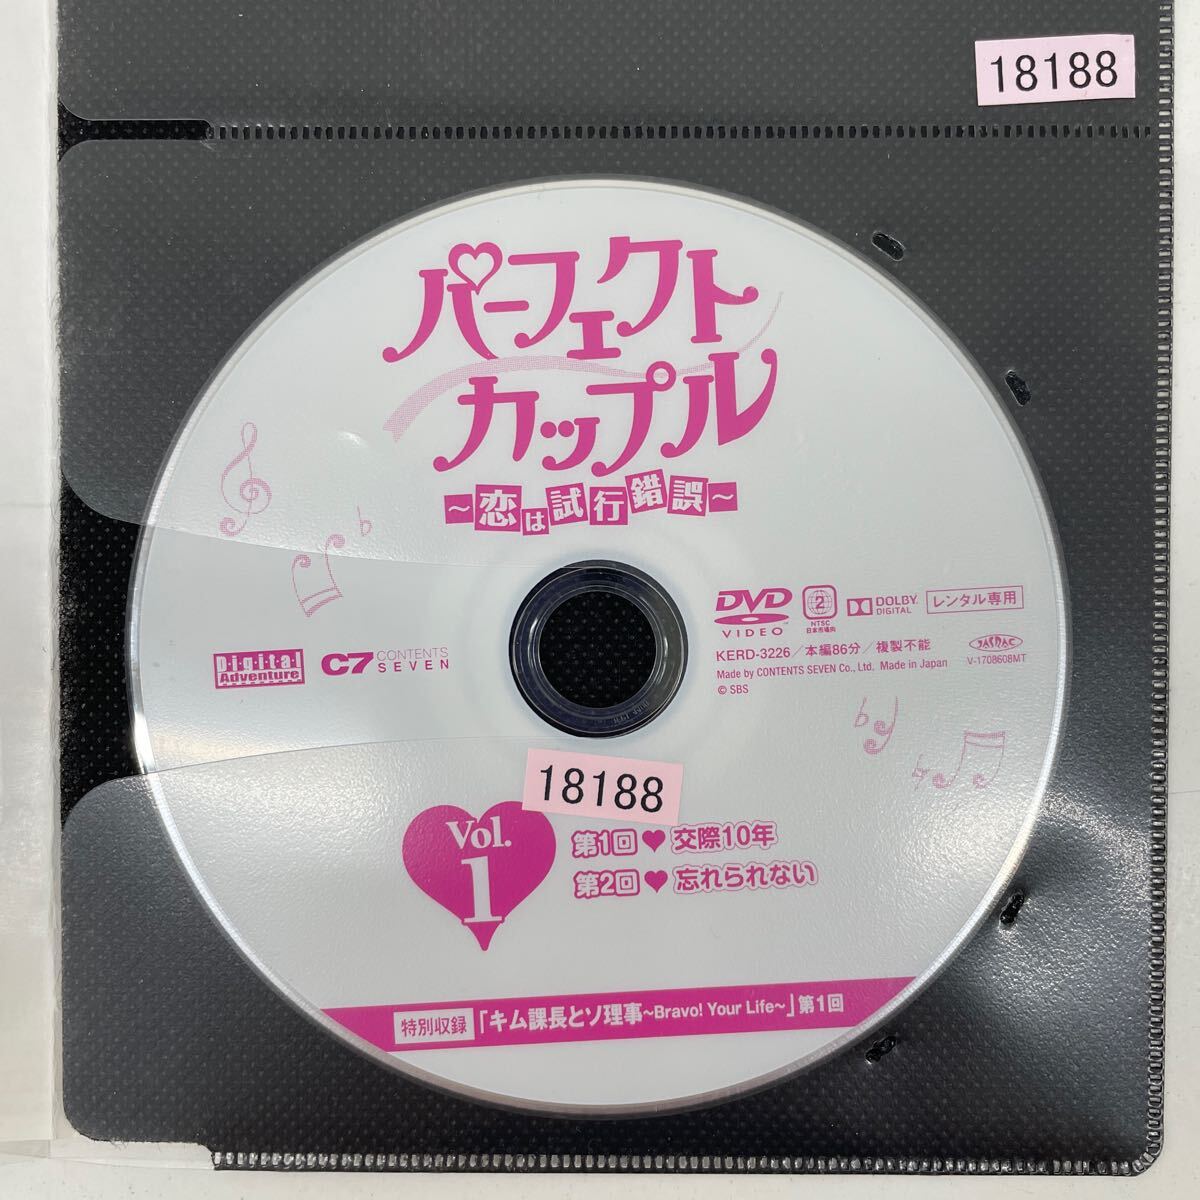 18188
パーフェクト
カップル
～恋は試行錯誤～
DVD
VIDEO
2
NTSC
日本市場向
DOLBY
DIGITAL
レンタル専用
KERD-3226／本編86分／複製不能
Made by CONTENTS SEVEN Co., Ltd. Made in Japan
© SBS
JASRAC
V-1708608MT
Digital
Adventure
C7 CONTENTS
SEVEN
18188
Vol.
1
第1回♥交際10年
第2回♥忘れられない
特別収録 「キム課長とソ理事~Bravo! Your Life~」第1回